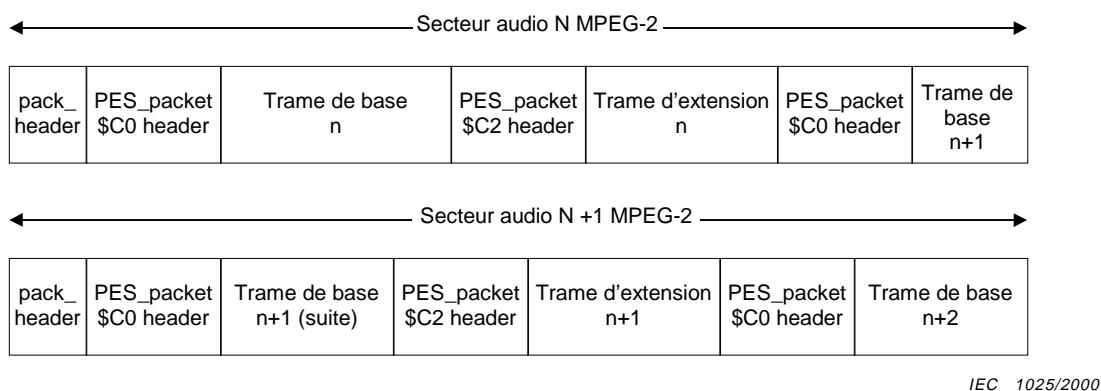 Secteur audio N MPEG-2
pack_
header
PES_packet
$C0 header
Trame de base
n
PES_packet
$C2 header
Trame d'extension
n
PES_packet
$C0 header
Trame de
base
n+1
Secteur audio N +1 MPEG-2
pack_
header
PES_packet
$C0 header
Trame de base
n+1 (suite)
PES_packet
$C2 header
Trame d'extension
n+1
PES_packet
$C0 header
Trame de base
n+2
IEC 1025/2000